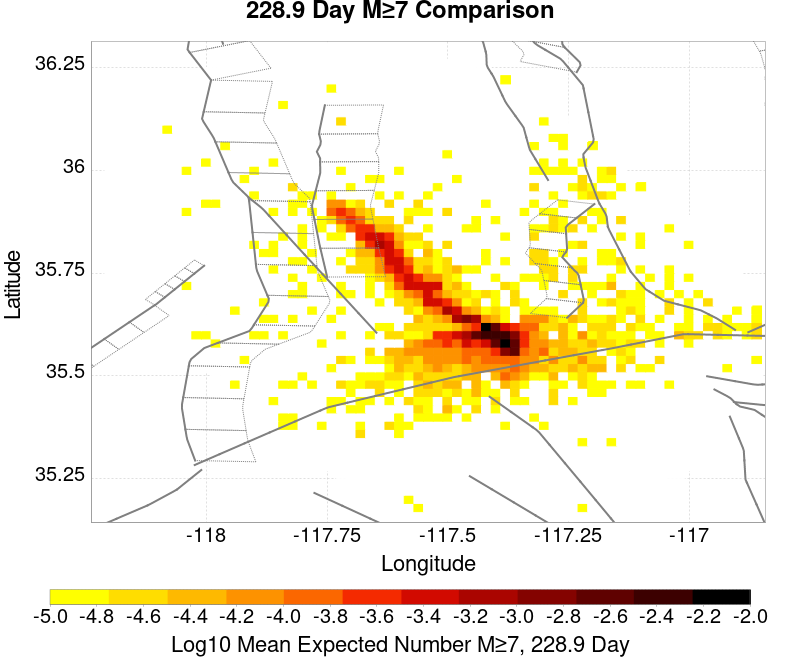 228.9 Day M≥7 Comparison
36.25
36
35.75
35.5
35.25
Latitude
-118
-117.75
-117.5
-117.25
-117
Longitude
-5.0 -4.8 -4.6 -4.4 -4.2 -4.0 -3.8 -3.6 -3.4 -3.2 -3.0 -2.8 -2.6 -2.4 -2.2 -2.0
Log10 Mean Expected Number M≥7, 228.9 Day